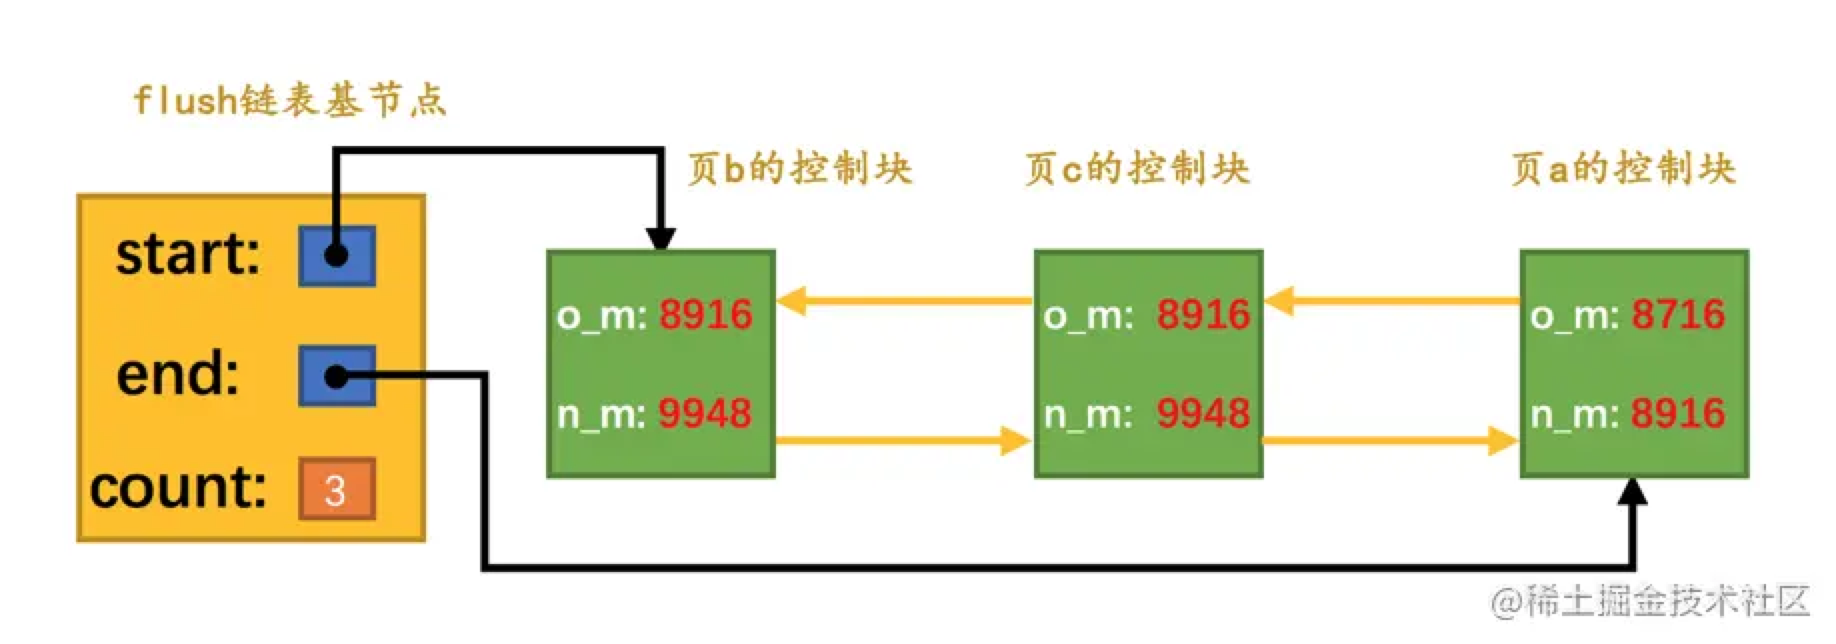 flush链表基节点
页b的控制块
页c的控制块
页a的控制块
start:
end:
count: 3
o_m: 8916
n_m: 9948
o_m: 8916
n_m: 9948
o_m: 8716
n_m: 8916
@稀土掘金技术社区